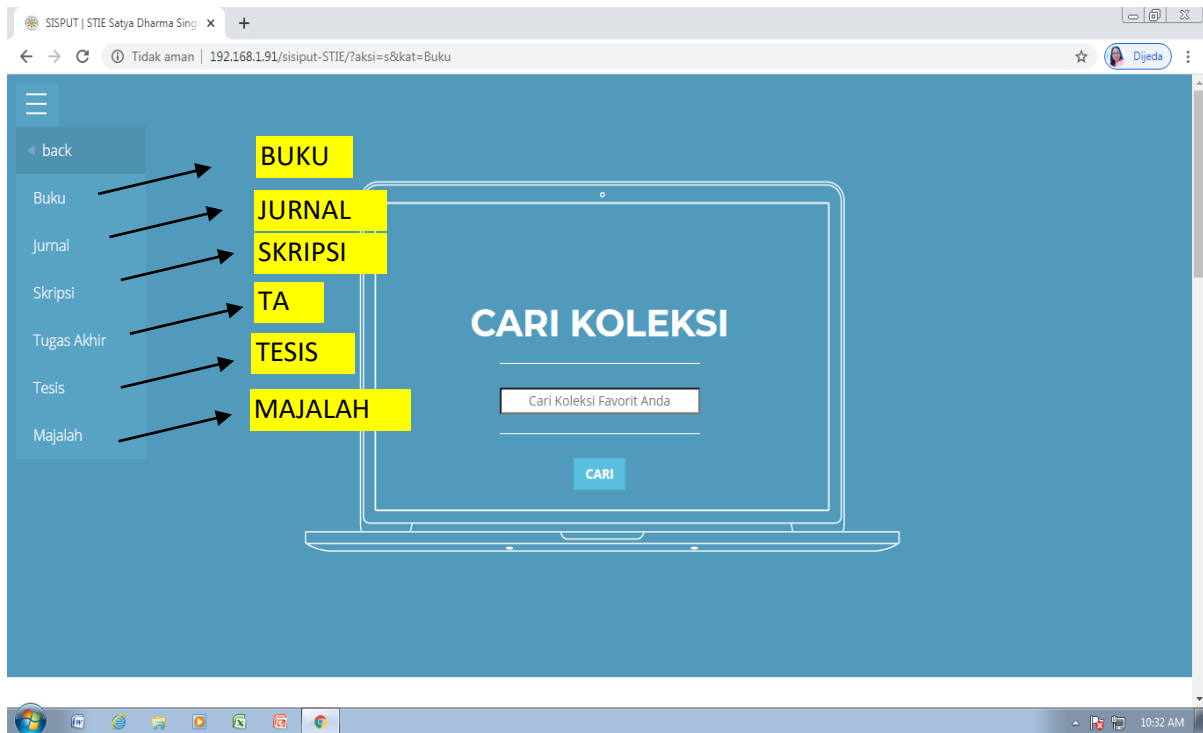 SISPUT | STIE Satya Dharma Sing
Tidak aman | 192.168.1.91/sisiput-STIE/?aksi=s&kat=Buku
Dijeda
back
Buku
Jurnal
Skripsi
Tugas Akhir
Tesis
Majalah
BUKU
JURNAL
SKRIPSI
TA
TESIS
MAJALAH
CARI KOLEKSI
Cari Koleksi Favorit Anda
CARI
10:32 AM